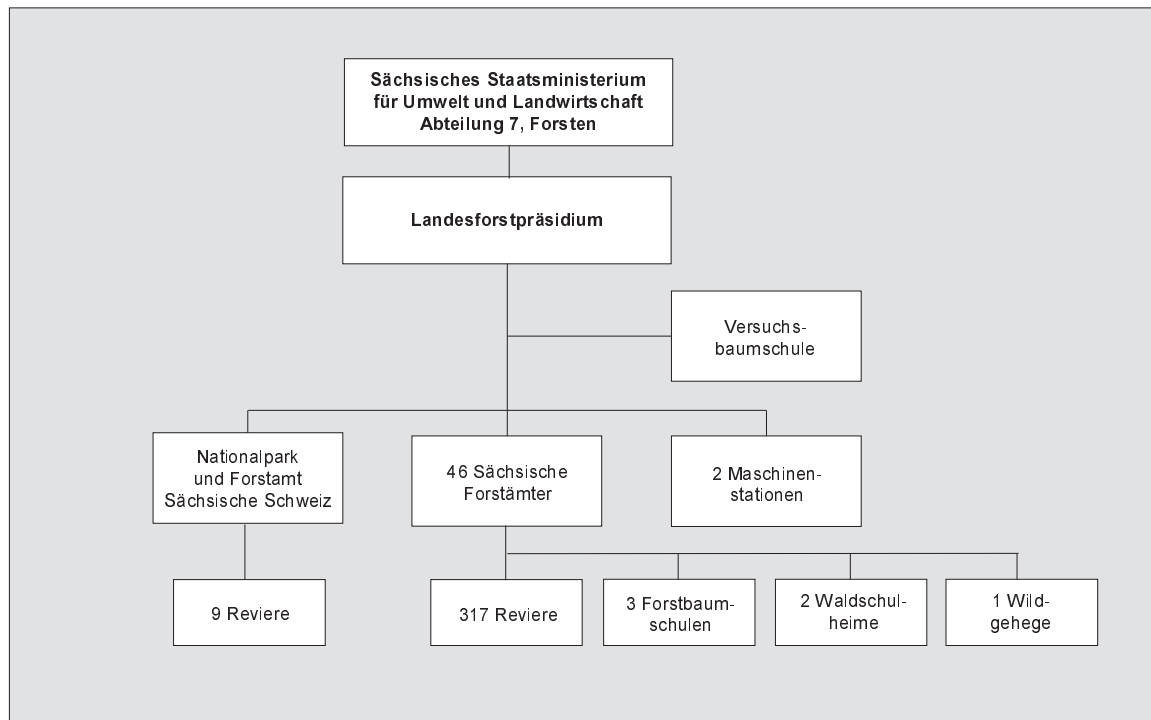 Sächsisches Staatsministerium
für Umwelt und Landwirtschaft
Abteilung 7, Forsten
Landesforstpräsidium
Versuchs-
baumschule
Nationalpark
und Forstamt
Sächsische Schweiz
46 Sächsische
Forstämter
2 Maschinen-
stationen
9 Reviere
317 Reviere
3 Forstbaum-
schulen
2 Waldschul-
heime
1 Wild-
gehege